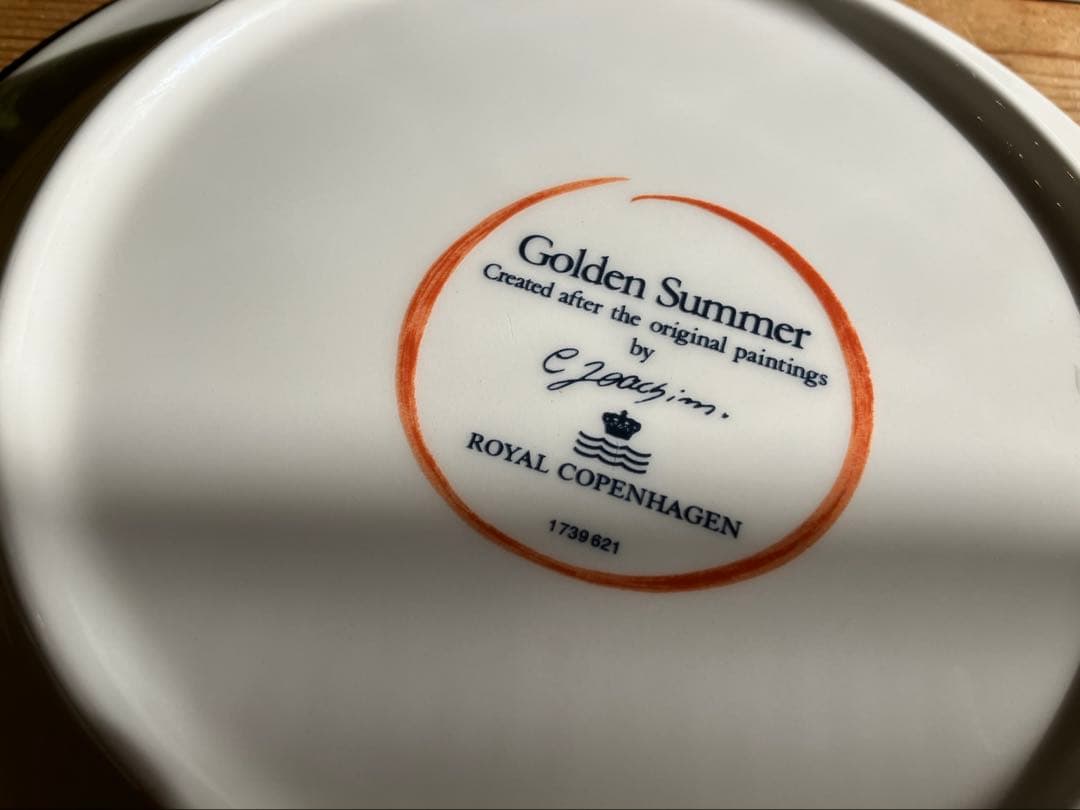 Golden Summer
Created after the original paintings
by
C Joachim.
ROYAL COPENHAGEN
1739621